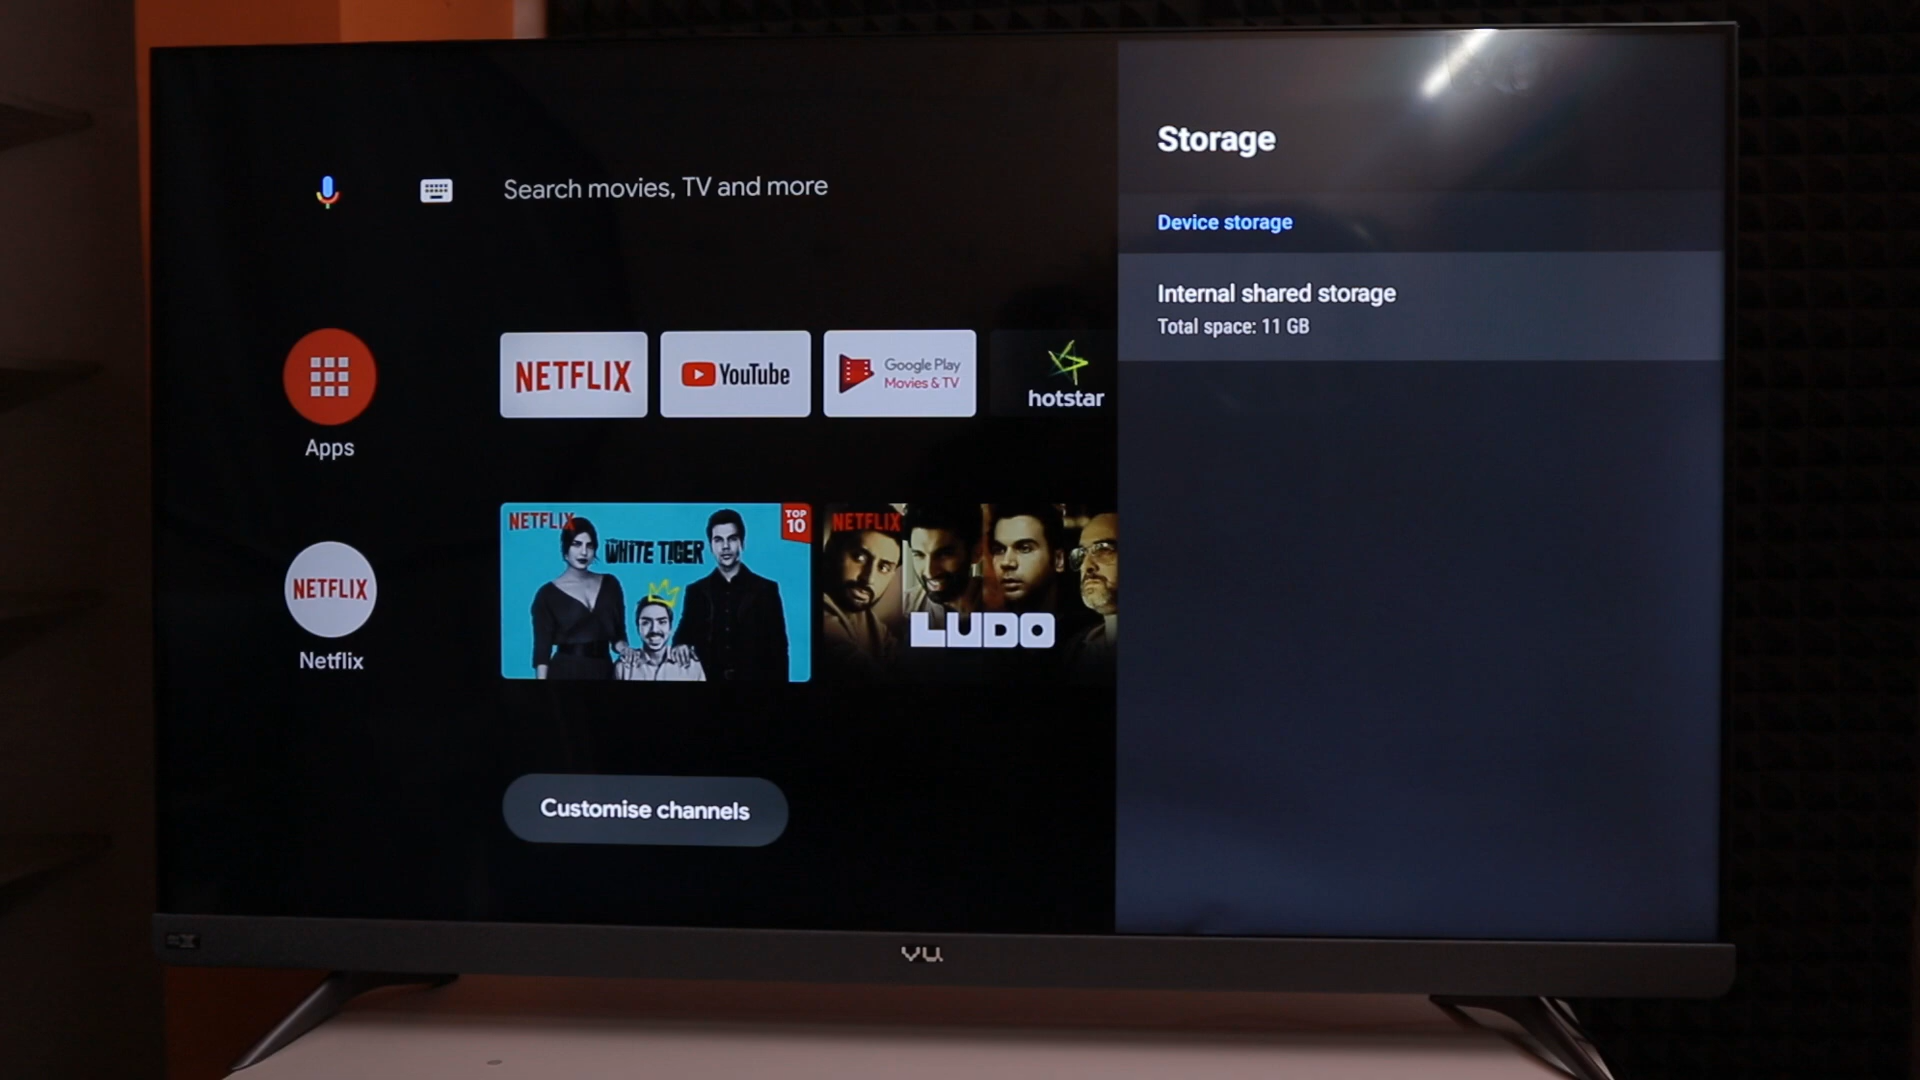 Search movies, TV and more
Storage
Device storage
Internal shared storage
Total space: 11 GB
Apps
NETFLIX
YouTube
Google Play
Movies & TV
hotstar
NETFLIX
Netflix
NETFLIX
TOP
10
WHITE TIGER
NETFLIX
LUDO
Customise channels
VU